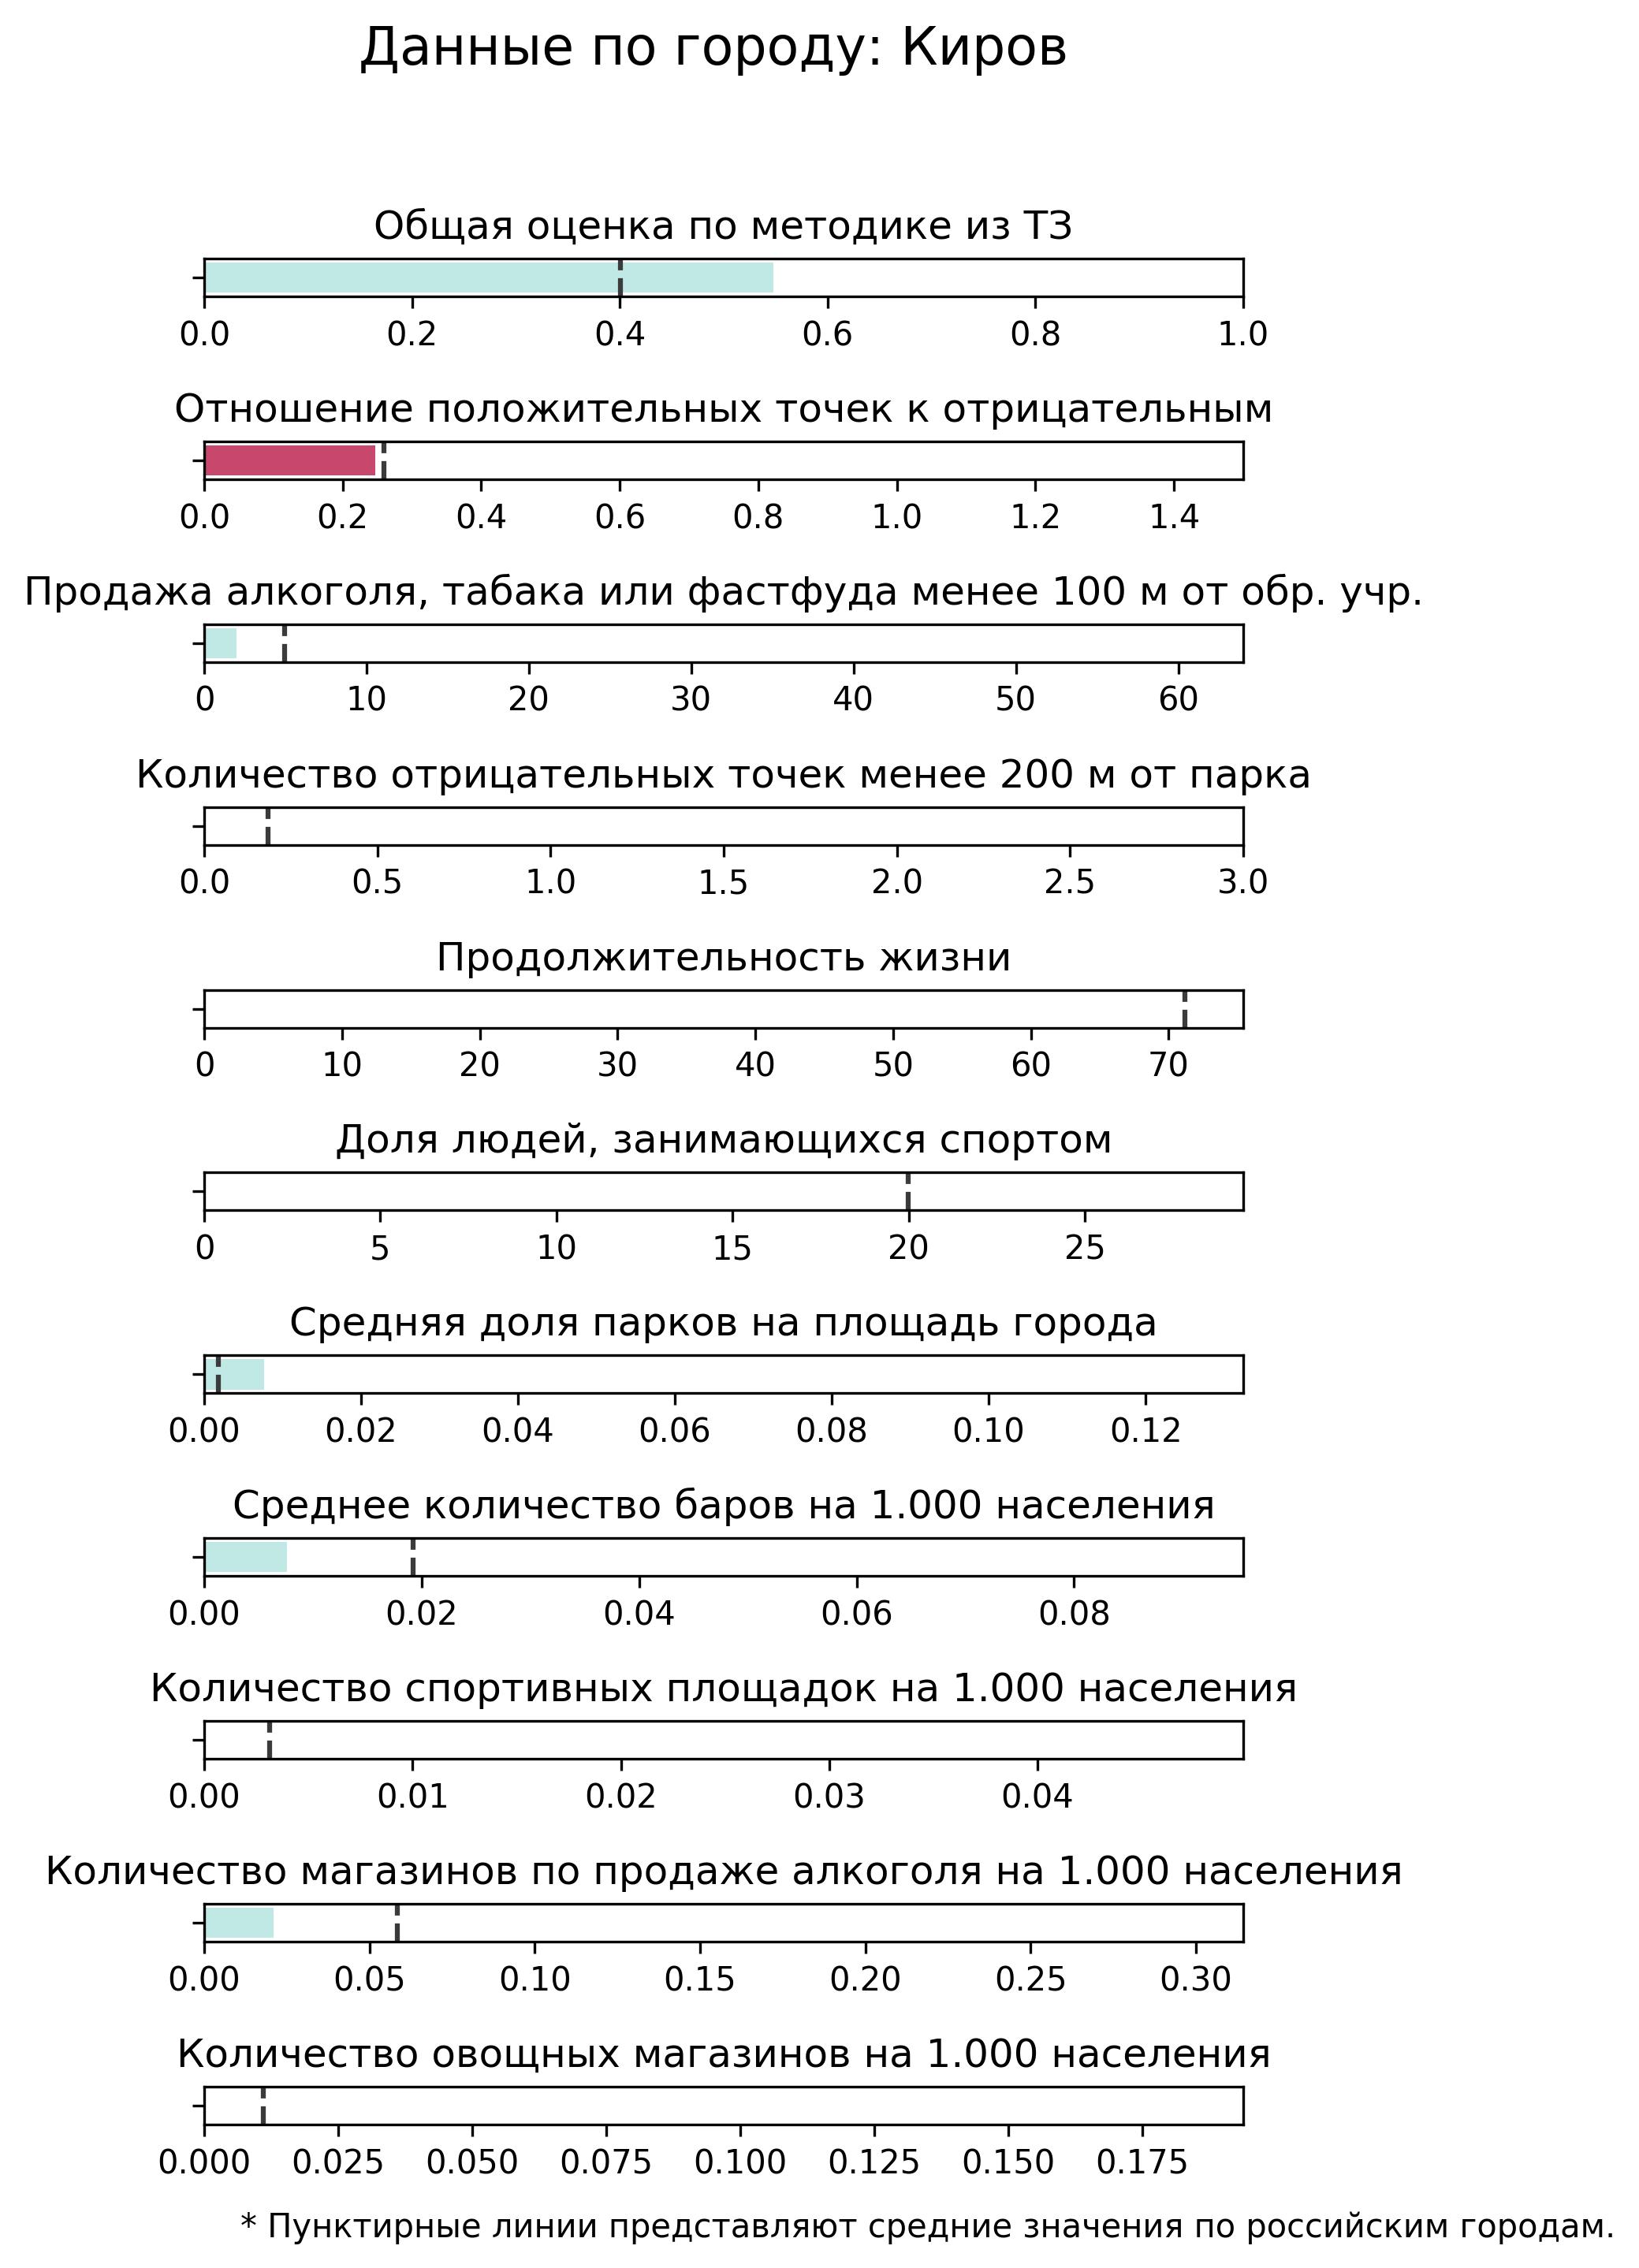 Данные по городу: Киров
Общая оценка по методике из ТЗ
0.0 0.2 0.4 0.6 0.8 1.0
Отношение положительных точек к отрицательным
0.0 0.2 0.4 0.6 0.8 1.0 1.2 1.4
Продажа алкоголя, табака или фастфуда менее 100 м от обр. учр.
0 10 20 30 40 50 60
Количество отрицательных точек менее 200 м от парка
0.0 0.5 1.0 1.5 2.0 2.5 3.0
Продолжительность жизни
0 10 20 30 40 50 60 70
Доля людей, занимающихся спортом
0 5 10 15 20 25
Средняя доля парков на площадь города
0.00 0.02 0.04 0.06 0.08 0.10 0.12
Среднее количество баров на 1.000 населения
0.00 0.02 0.04 0.06 0.08
Количество спортивных площадок на 1.000 населения
0.00 0.01 0.02 0.03 0.04
Количество магазинов по продаже алкоголя на 1.000 населения
0.00 0.05 0.10 0.15 0.20 0.25 0.30
Количество овощных магазинов на 1.000 населения
0.000 0.025 0.050 0.075 0.100 0.125 0.150 0.175
* Пунктирные линии представляют средние значения по российским городам.